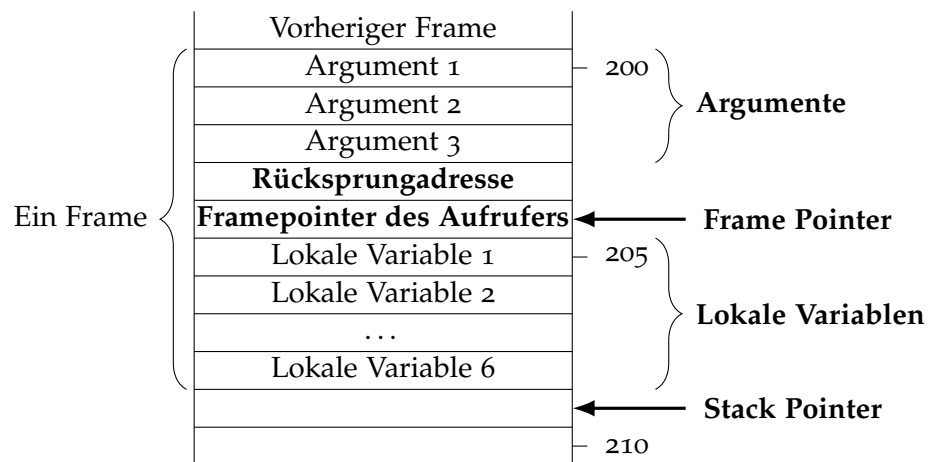 Vorheriger Frame
Argument 1
200
Argument 2
Argumente
Argument 3
Rücksprungadresse
Ein Frame
Framepointer des Aufrufers
Frame Pointer
Lokale Variable 1
205
Lokale Variable 2
Lokale Variablen
...
Lokale Variable 6
Stack Pointer
210